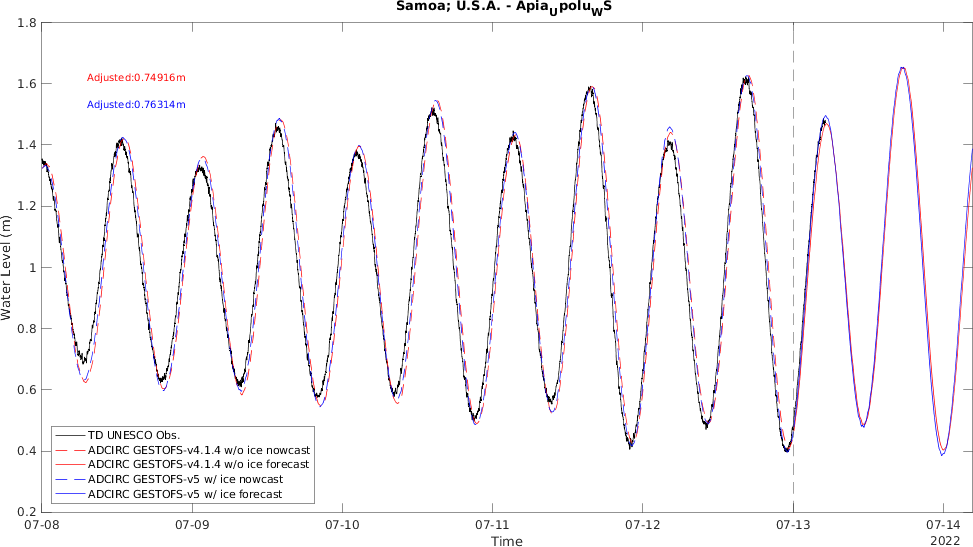 Samoa; U.S.A. - ApiaUpoluWS
1.8
1.6
1.4
1.2
1
0.8
0.6
0.4
0.2
Water Level (m)
Adjusted:0.74916m
Adjusted:0.76314m
TD UNESCO Obs.
ADCIRC GESTOFS-v4.1.4 w/o ice nowcast
ADCIRC GESTOFS-v4.1.4 w/o ice forecast
ADCIRC GESTOFS-v5 w/ ice nowcast
ADCIRC GESTOFS-v5 w/ ice forecast
07-08 07-09 07-10 07-11 07-12 07-13 07-14
Time 2022